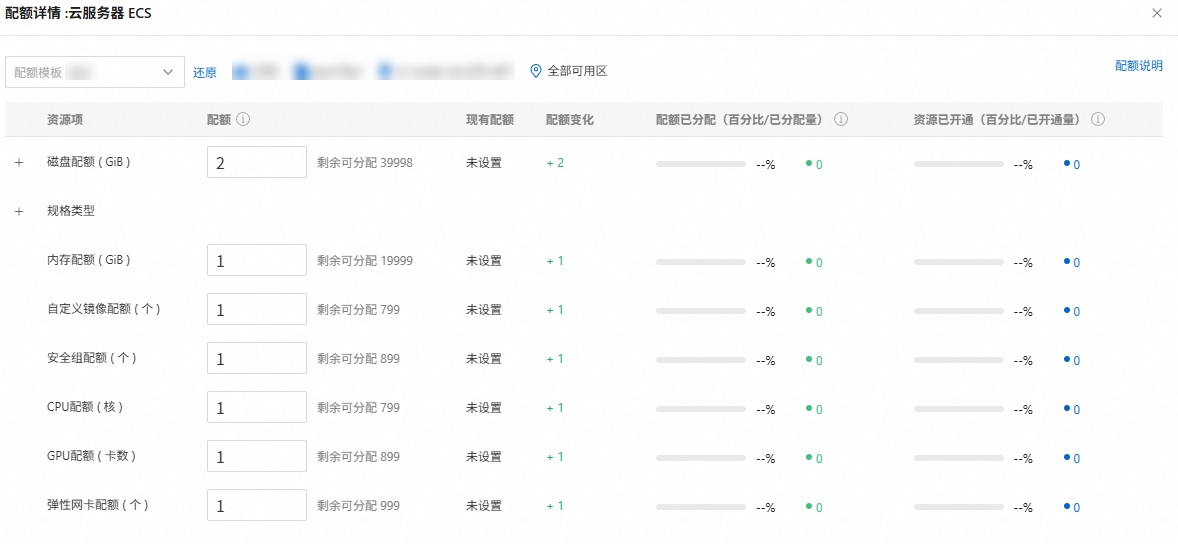 配额详情 :云服务器 ECS
配额模板 还原 全部可用区 配额说明
资源项 配额 现有配额 配额变化 配额已分配（百分比/已分配量） 资源已开通（百分比/已开通量）
+ 磁盘配额 ( GiB ) 2 剩余可分配 39998 未设置 + 2 --% 0 --% 0
+ 规格类型
内存配额 ( GiB ) 1 剩余可分配 19999 未设置 + 1 --% 0 --% 0
自定义镜像配额 ( 个 ) 1 剩余可分配 799 未设置 + 1 --% 0 --% 0
安全组配额 ( 个 ) 1 剩余可分配 899 未设置 + 1 --% 0 --% 0
CPU配额 ( 核 ) 1 剩余可分配 799 未设置 + 1 --% 0 --% 0
GPU配额 ( 卡数 ) 1 剩余可分配 899 未设置 + 1 --% 0 --% 0
弹性网卡配额 ( 个 ) 1 剩余可分配 999 未设置 + 1 --% 0 --% 0